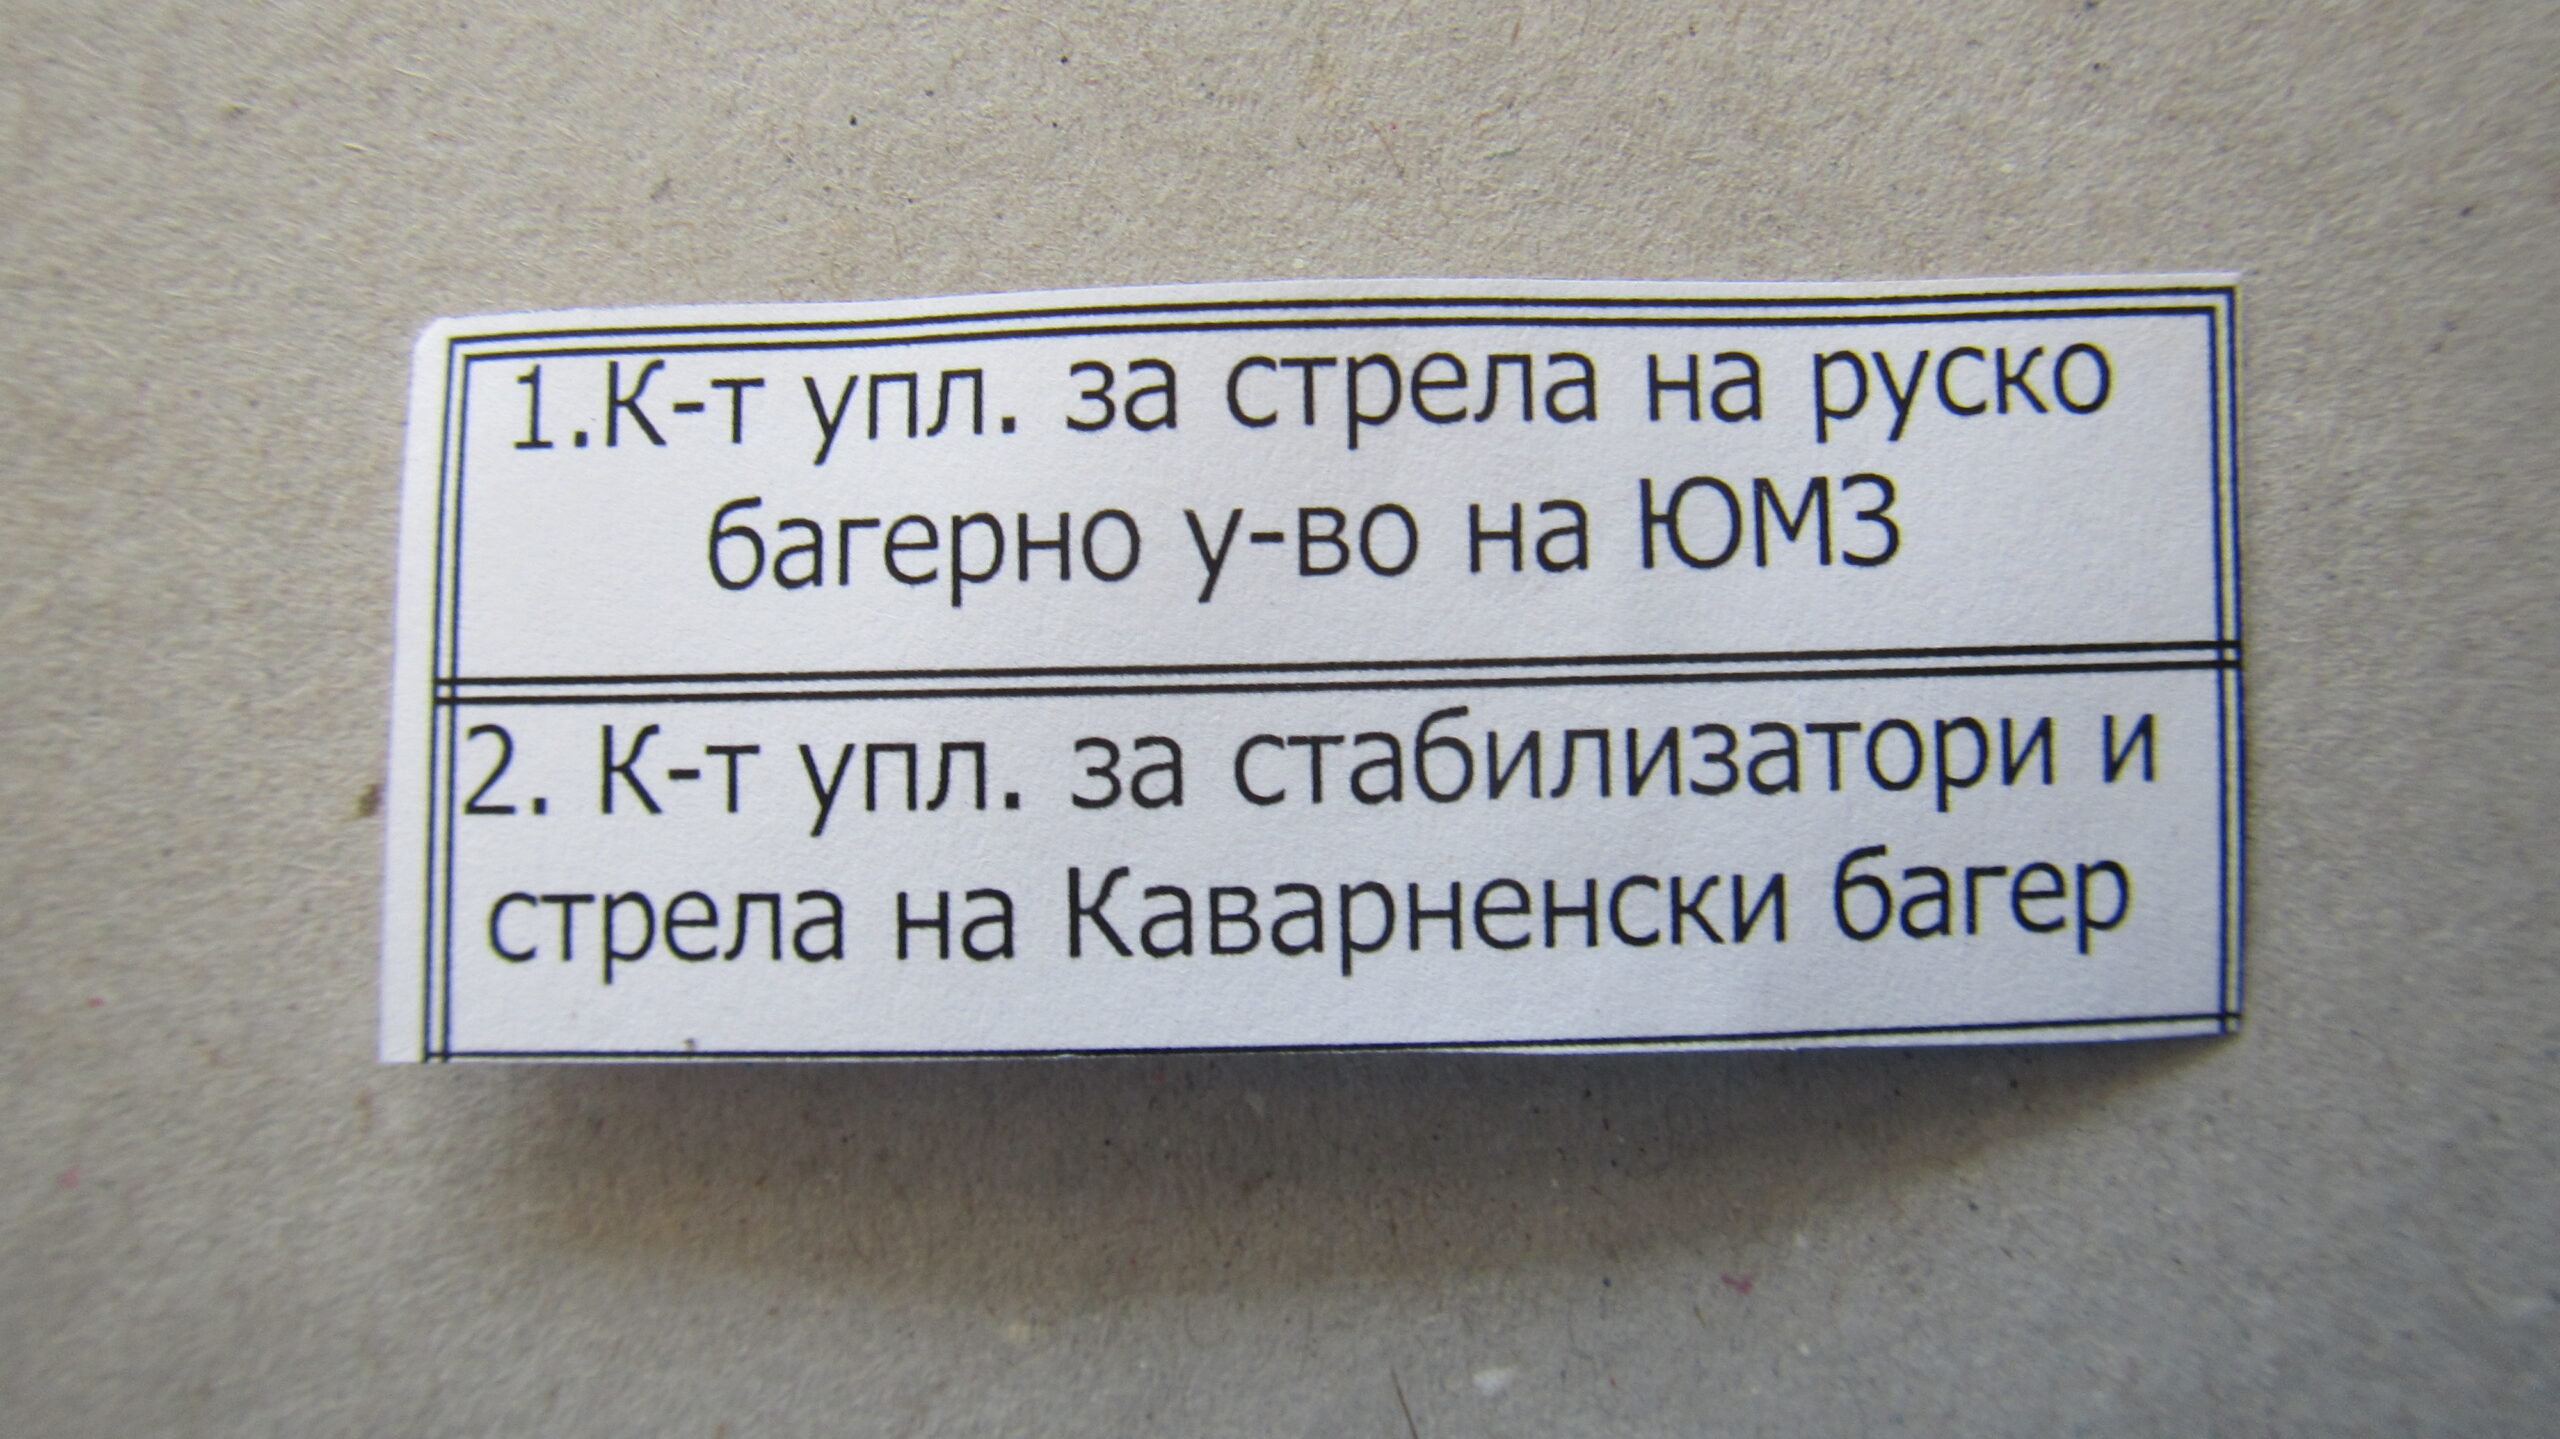 1.К-т упл. за стрела на руско
багерно у-во на ЮМЗ
2. К-т упл. за стабилизатори и
стрела на Каварненски багер